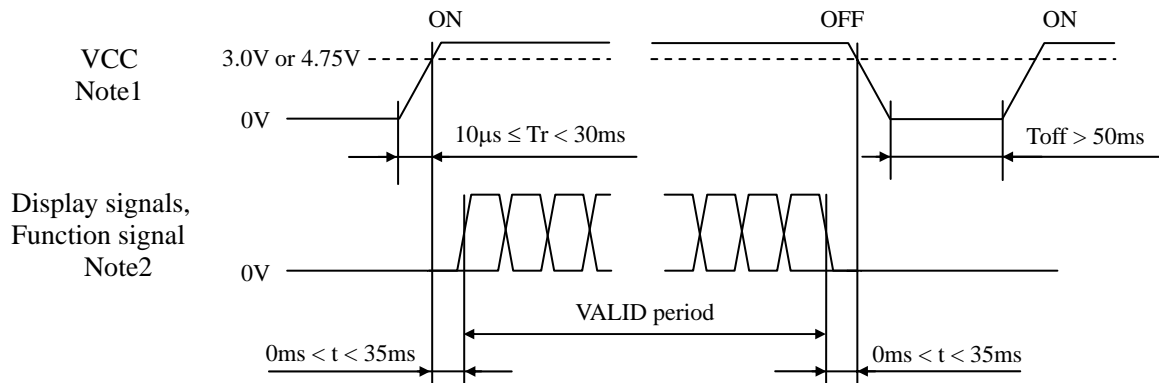 ON OFF ON
VCC
Note1
3.0V or 4.75V
0V
10μs ≤ Tr < 30ms
Toff > 50ms
Display signals,
Function signal
Note2
0V
VALID period
0ms < t < 35ms
0ms < t < 35ms